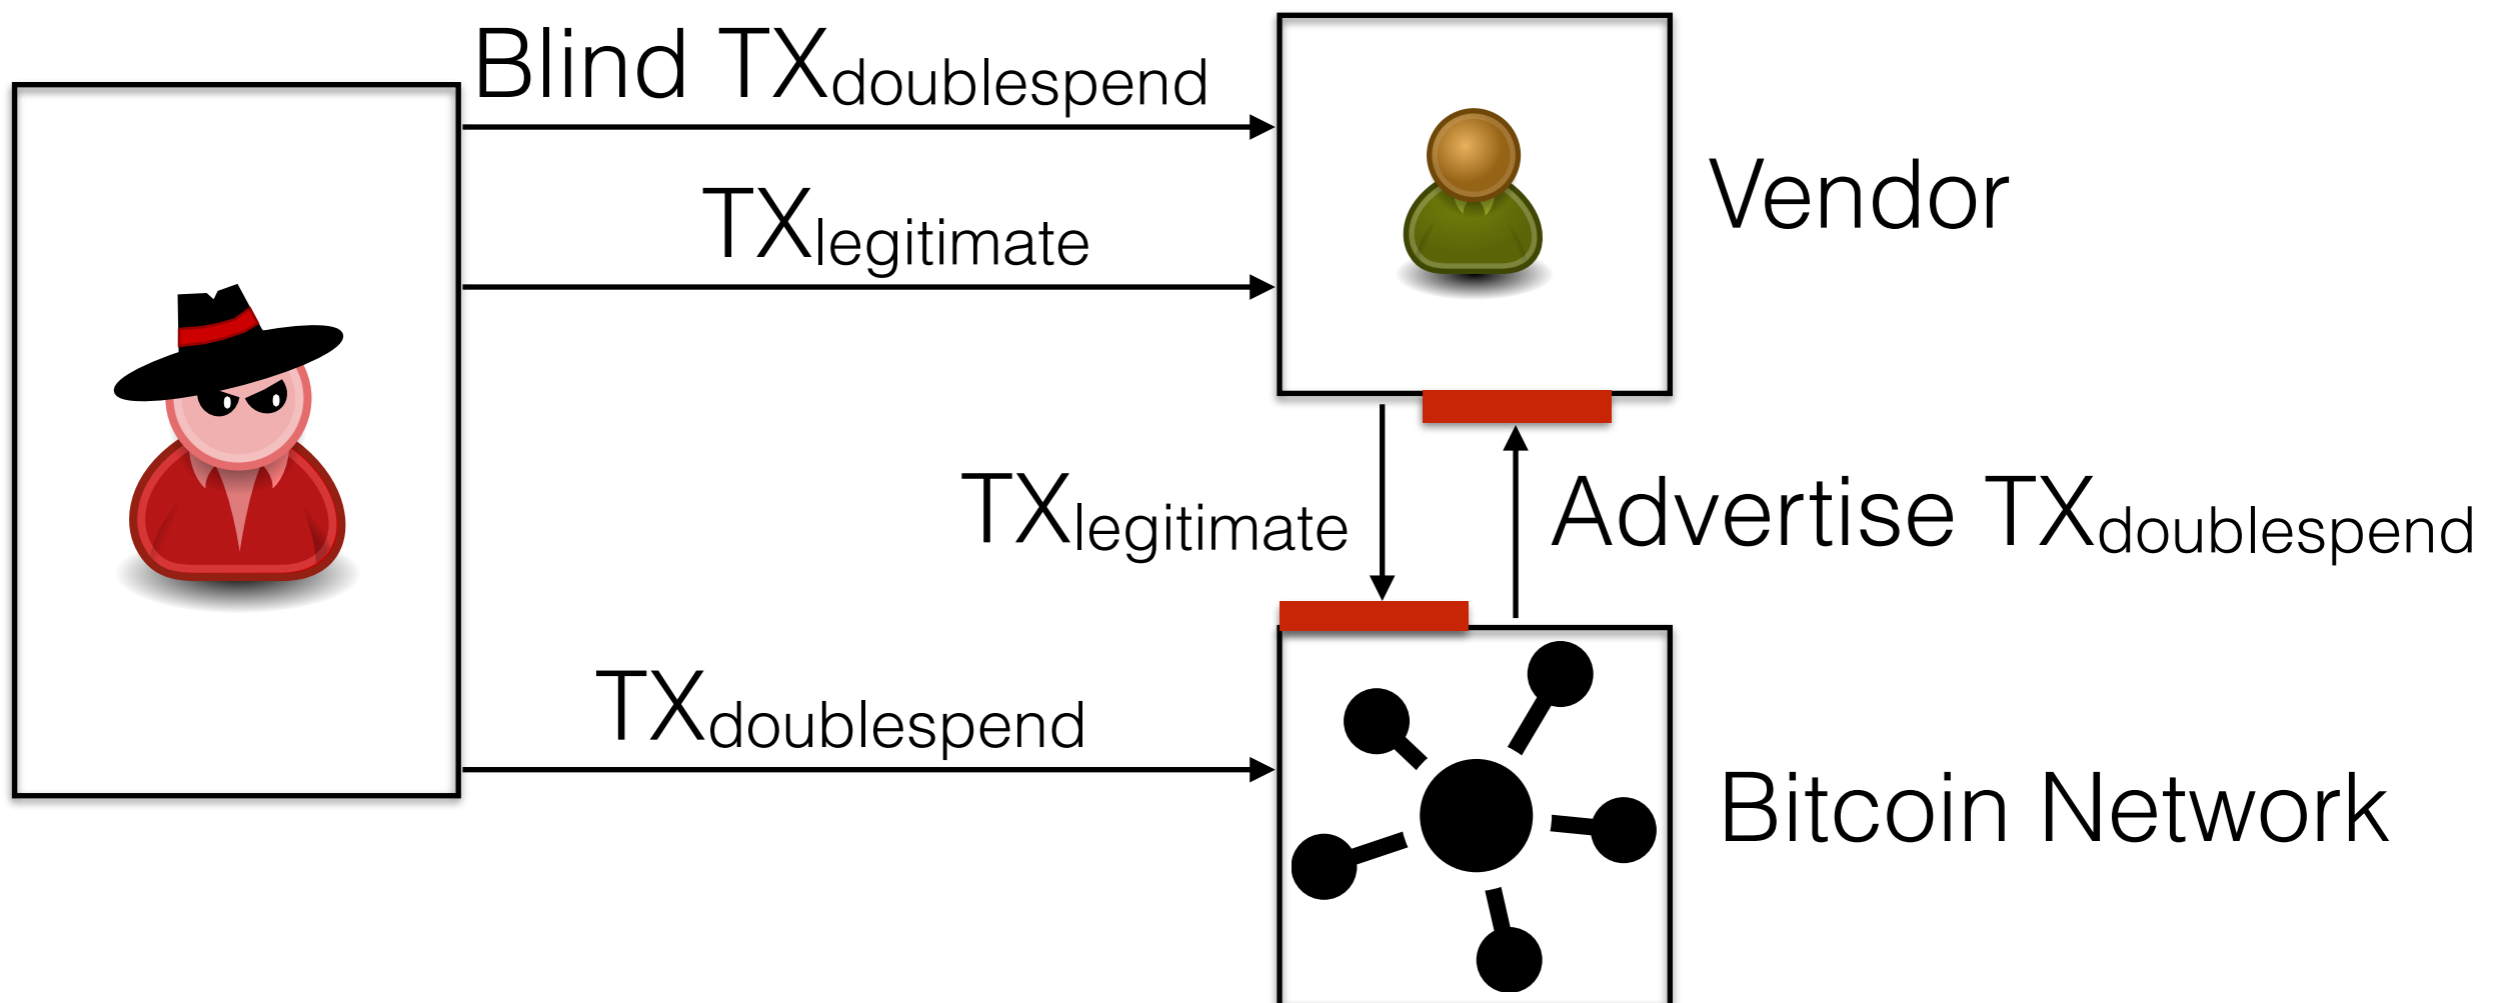 Blind TXdoublespend
TXlegitimate
Vendor
TXlegitimate
Advertise TXdoublespend
TXdoublespend
Bitcoin Network